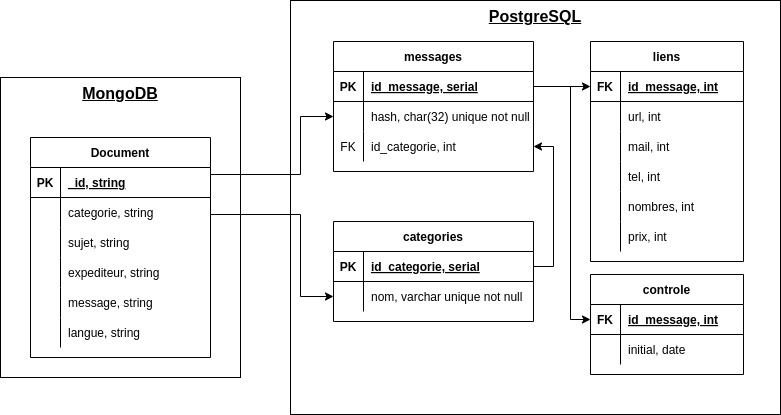 MongoDB
Document
PK _id, string
categorie, string
sujet, string
expediteur, string
message, string
langue, string
PostgreSQL
messages
PK id_message, serial
hash, char(32) unique not null
FK id_categorie, int
categories
PK id_categorie, serial
nom, varchar unique not null
liens
FK id_message, int
url, int
mail, int
tel, int
nombres, int
prix, int
controle
FK id_message, int
initial, date